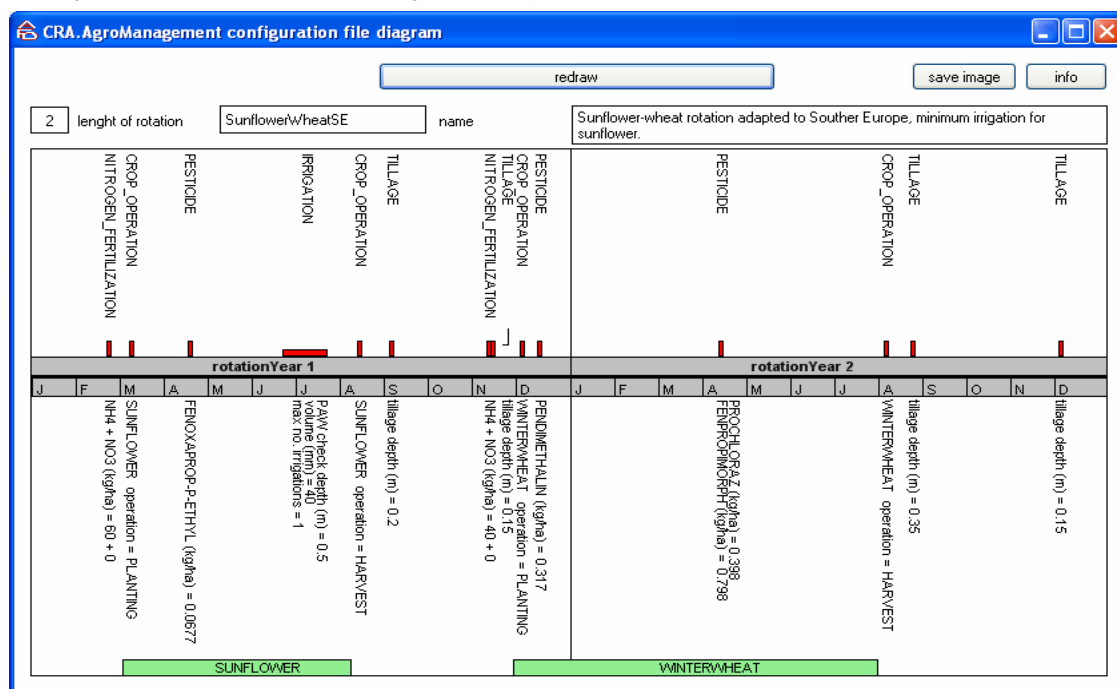 CRA.AgroManagement configuration file diagram
redraw
save image
info
2
lenght of rotation
SunflowerWheatSE
name
Sunflower-wheat rotation adapted to Souther Europe, minimum irrigation for
sunflower.
NITROGEN_FERTILIZATION
CROP_OPERATION
PESTICIDE
IRRIGATION
CROP_OPERATION
TILLAGE
NITROGEN_FERTILIZATION
TILLAGE
CROP_OPERATION
PESTICIDE
PESTICIDE
CROP_OPERATION
TILLAGE
TILLAGE
rotationYear 1
rotationYear 2
J F M A M J J A S O N D J F M A M J J A S O N D
NH4 + NO3 (kg/ha) = 60 + 0
SUNFLOWER operation = PLANTING
FENOXAPROP-P-ETHYL (kg/ha) = 0.0677
PAW check depth (m) = 0.5
volume (mm) = 40
max no. irrigations = 1
SUNFLOWER operation = HARVEST
tillage depth (m) = 0.2
NH4 + NO3 (kg/ha) = 40 + 0
tillage depth (m) = 0.15
WINTERWHEAT operation = PLANTING
PENDIMETHALIN (kg/ha) = 0.317
PROCHLORAZ (kg/ha) = 0.398
FENPROPIMORPH (kg/ha) = 0.798
WINTERWHEAT operation = HARVEST
tillage depth (m) = 0.35
tillage depth (m) = 0.15
SUNFLOWER
WINTERWHEAT